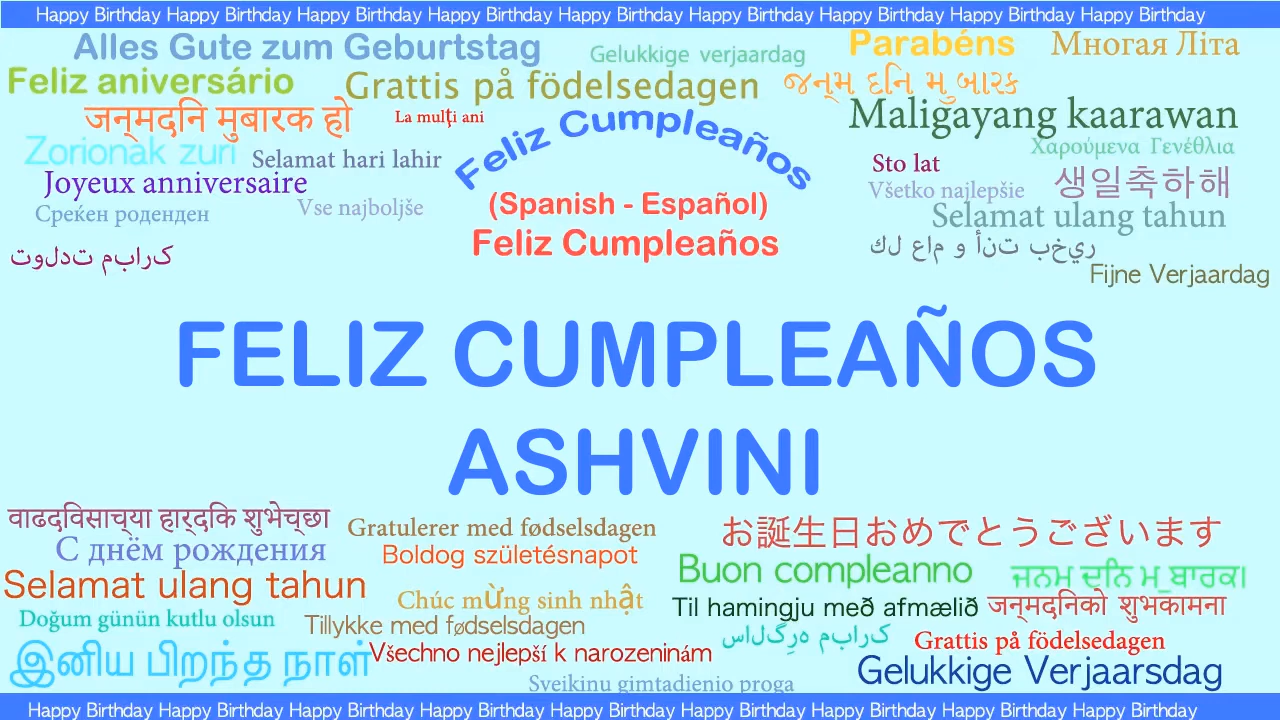 Happy Birthday Happy Birthday Happy Birthday Happy Birthday Happy Birthday Happy Birthday Happy Birthday Happy Birthday Happy Birthday
Alles Gute zum Geburtstag
Gelukkige verjaardag
Parabéns
Многая Літа
Feliz aniversário
Grattis på födelsedagen
જન્મ દિન મુબારક
जन्मदिन मुबारक हो
La mulţi ani
Feliz Cumpleaños
Maligayang kaarawan
Zorionak zuri
Selamat hari lahir
Χαρούμενα Γενέθλια
Sto lat
Joyeux anniversaire
Všetko najlepšie
생일축하해
Среќен роденден
Vse najboljše
(Spanish - Español)
Selamat ulang tahun
Feliz Cumpleaños
تولدت مبارک
كل عام و أنت بخير
Fijne Verjaardag
FELIZ CUMPLEAÑOS
ASHVINI
वाढदिवसाच्या हार्दिक शुभेच्छा
Gratulerer med fødselsdagen
お誕生日おめでとうございます
С днём рождения
Boldog születésnapot
Buon compleanno
ਜਨਮ ਦਿਨ ਮੁਬਾਰਕ।
Selamat ulang tahun
Chúc mừng sinh nhật
Til hamingju með afmælið
जन्मदिनको शुभकामना
Doğum günün kutlu olsun
Tillykke med fødselsdagen
سالگرہ مبارک
Grattis på födelsedagen
இனிய பிறந்த நாள்
Všechno nejlepší k narozeninám
Gelukkige Verjaarsdag
Sveikinu gimtadienio proga
Happy Birthday Happy Birthday Happy Birthday Happy Birthday Happy Birthday Happy Birthday Happy Birthday Happy Birthday Happy Birthday